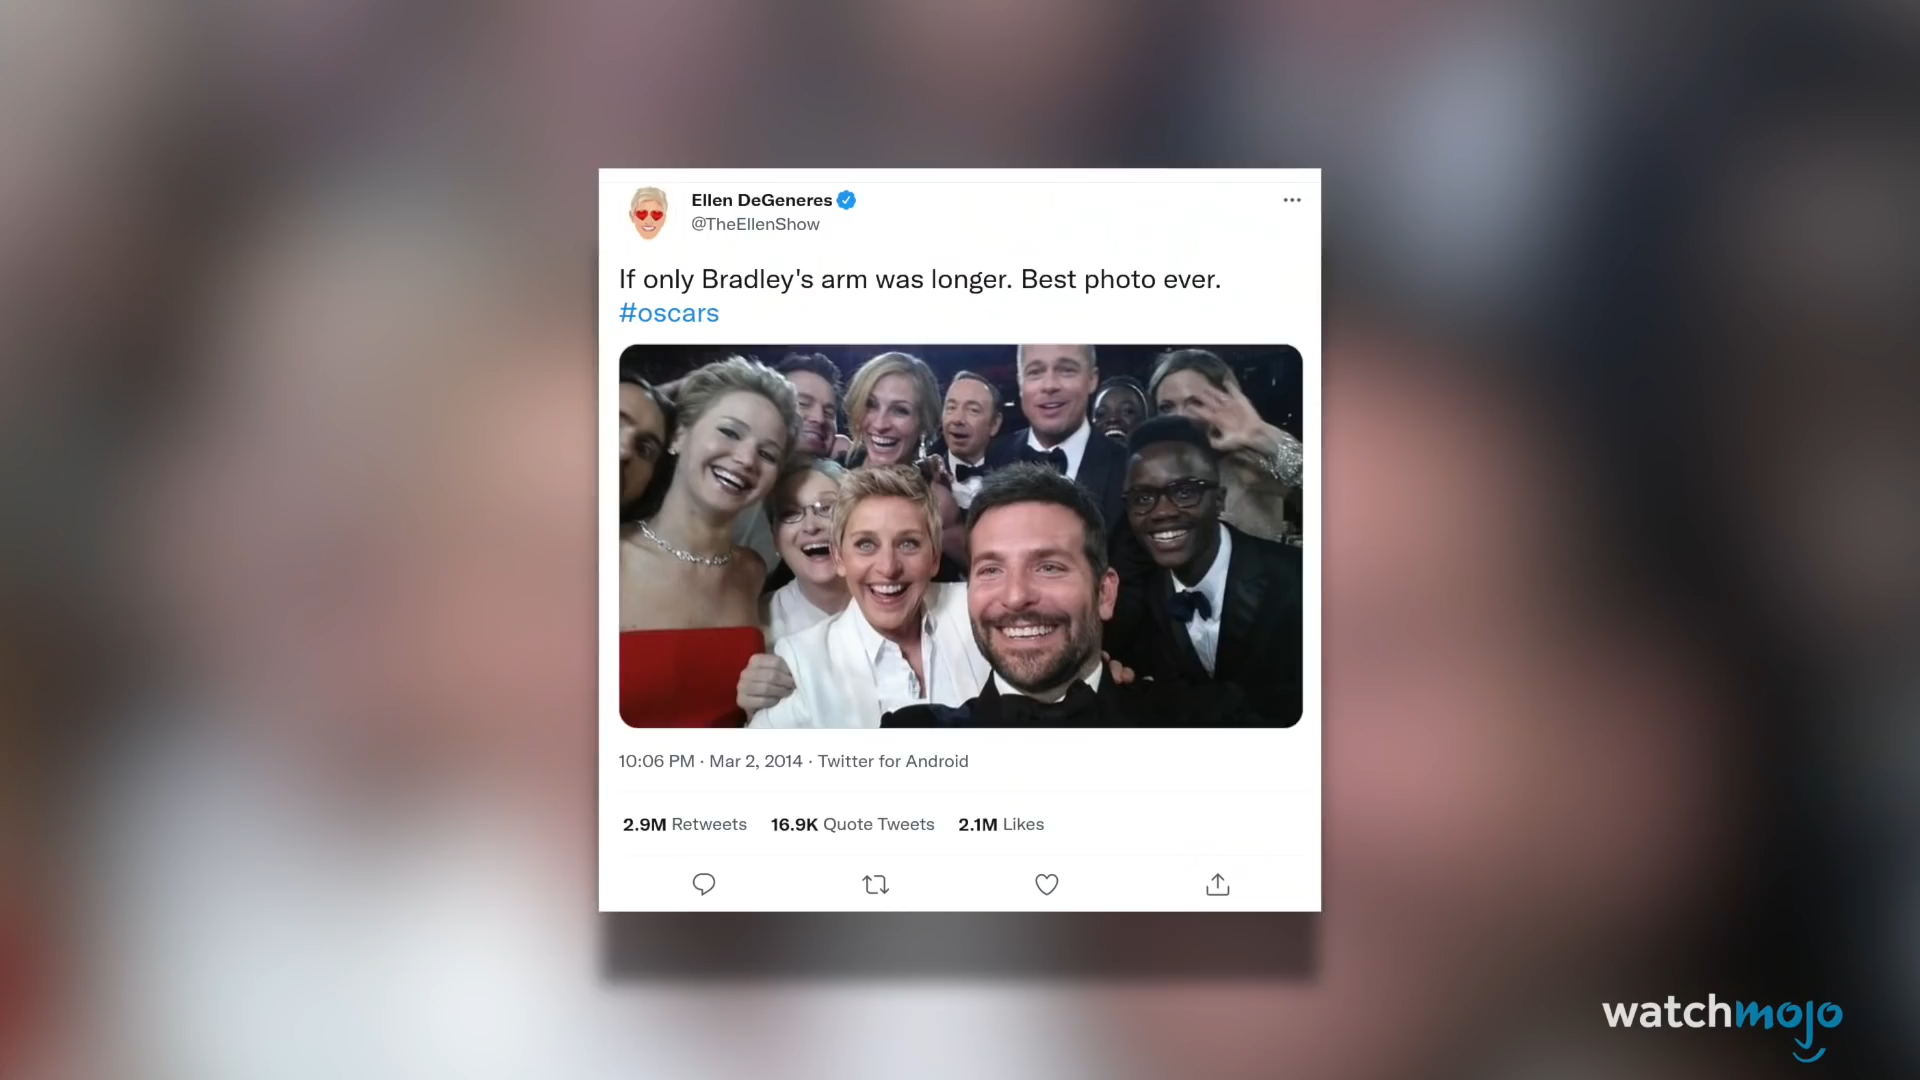 Ellen DeGeneres
@TheEllenShow
If only Bradley's arm was longer. Best photo ever.
#oscars
10:06 PM · Mar 2, 2014 · Twitter for Android
2.9M Retweets 16.9K Quote Tweets 2.1M Likes
watchmojo